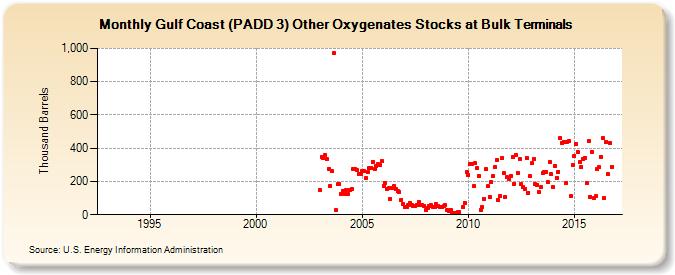 Monthly Gulf Coast (PADD 3) Other Oxygenates Stocks at Bulk Terminals
Thousand Barrels
1,000
800
600
400
200
0
1995 2000 2005 2010 2015
Source: U.S. Energy Information Administration